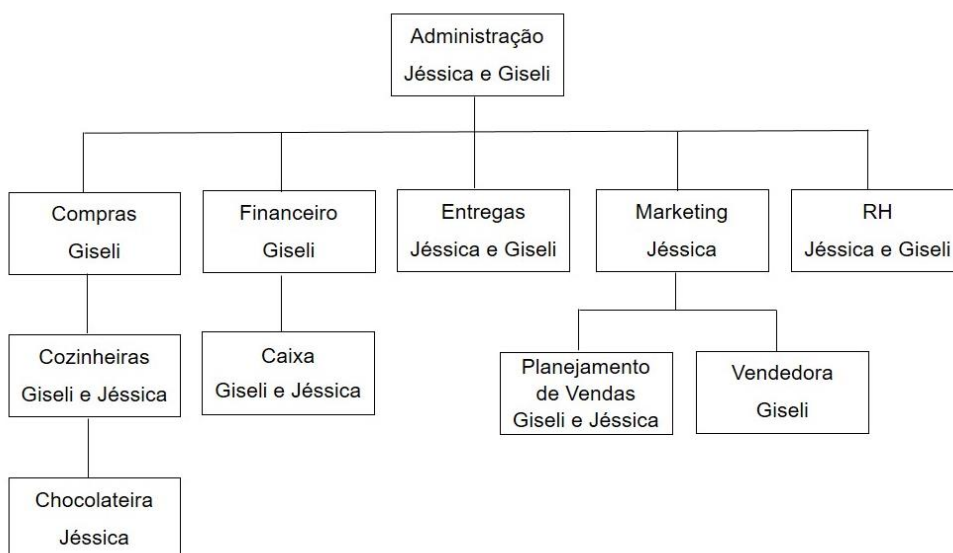 Administração
Jéssica e Giseli
Compras
Giseli
Financeiro
Giseli
Entregas
Jéssica e Giseli
Marketing
Jéssica
RH
Jéssica e Giseli
Cozinheiras
Giseli e Jéssica
Caixa
Giseli e Jéssica
Planejamento
de Vendas
Giseli e Jéssica
Vendedora
Giseli
Chocolateira
Jéssica